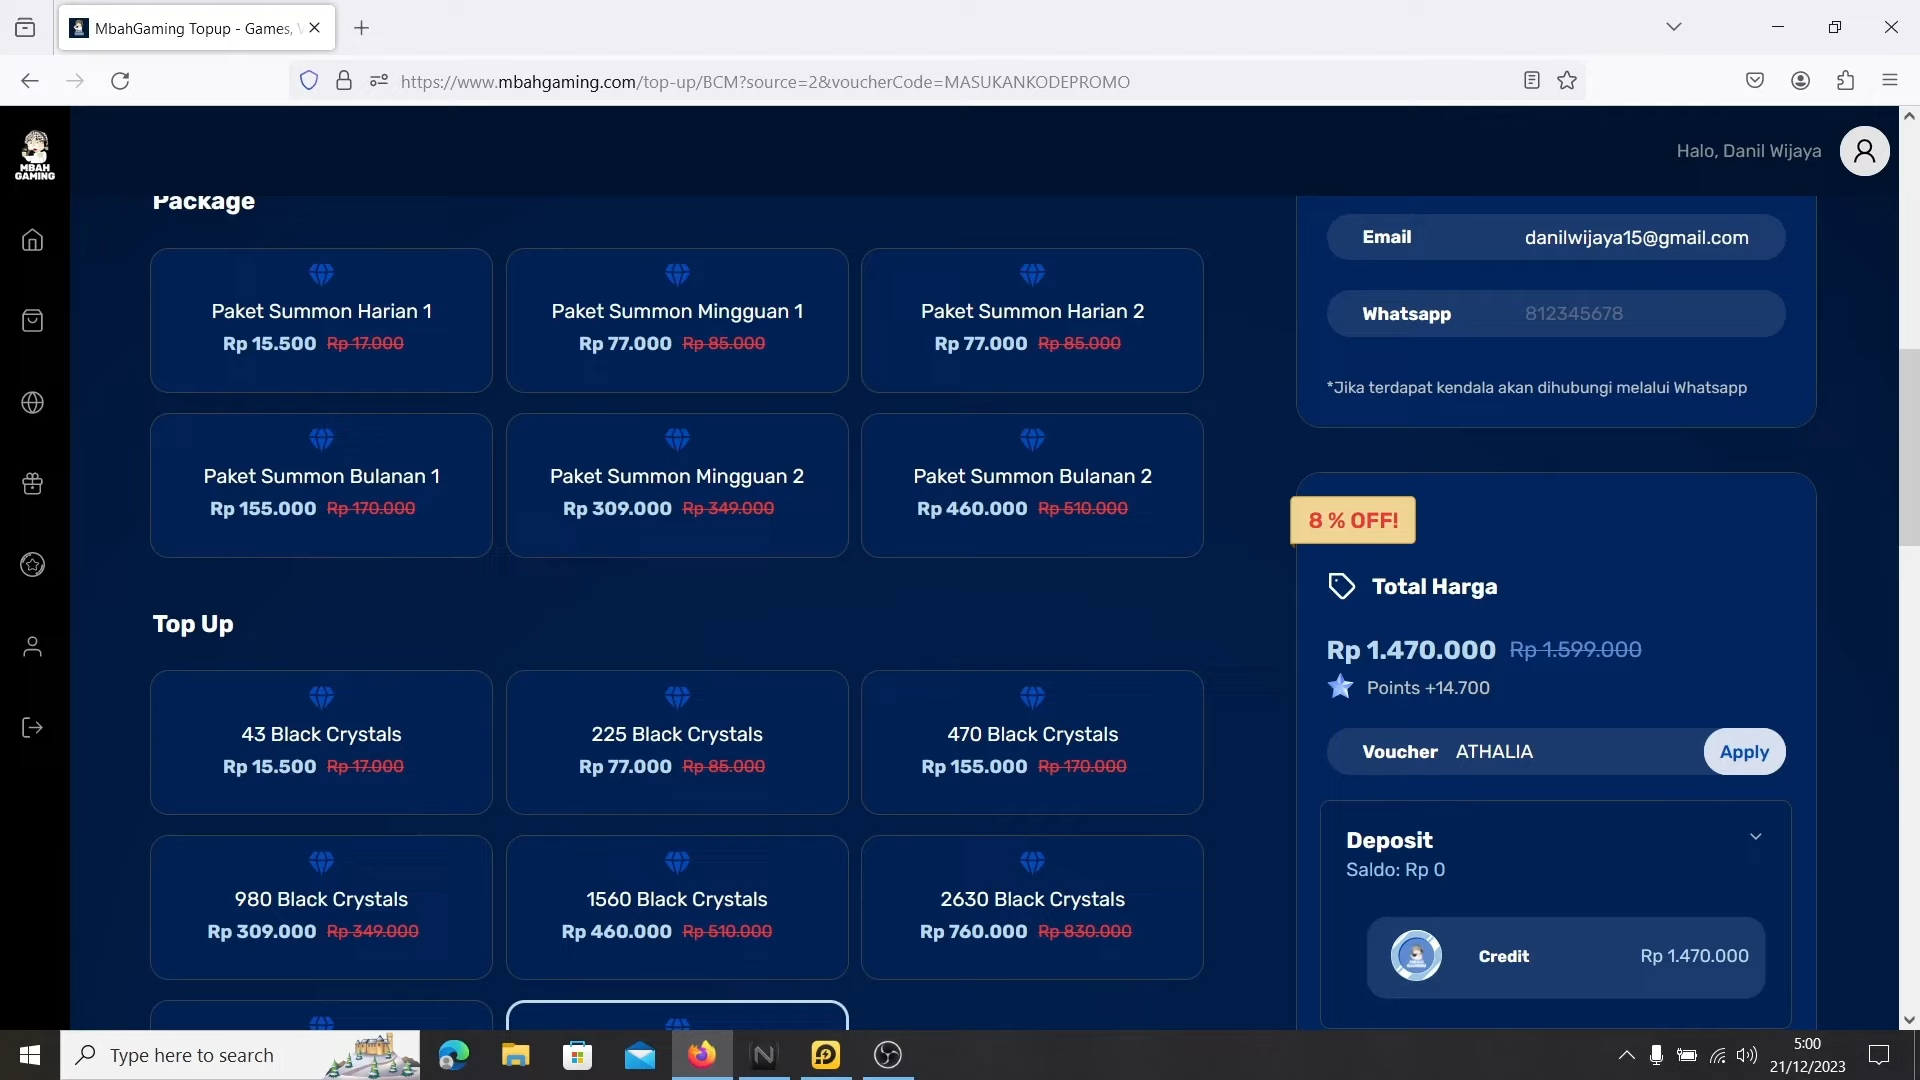 MbahGaming Topup - Games, V
https://www.mbahgaming.com/top-up/BCM?source=2&voucherCode=MASUKANKODEPROMO
MBAH
GAMING
Halo, Danil Wijaya
Package
Paket Summon Harian 1
Rp 15.500 Rp 17.000
Paket Summon Mingguan 1
Rp 77.000 Rp 85.000
Paket Summon Harian 2
Rp 77.000 Rp 85.000
Paket Summon Bulanan 1
Rp 155.000 Rp 170.000
Paket Summon Mingguan 2
Rp 309.000 Rp 349.000
Paket Summon Bulanan 2
Rp 460.000 Rp 510.000
Top Up
43 Black Crystals
Rp 15.500 Rp 17.000
225 Black Crystals
Rp 77.000 Rp 85.000
470 Black Crystals
Rp 155.000 Rp 170.000
980 Black Crystals
Rp 309.000 Rp 349.000
1560 Black Crystals
Rp 460.000 Rp 510.000
2630 Black Crystals
Rp 760.000 Rp 830.000
Email danilwijaya15@gmail.com
Whatsapp 812345678
*Jika terdapat kendala akan dihubungi melalui Whatsapp
8 % OFF!
Total Harga
Rp 1.470.000 Rp 1.599.000
Points +14.700
Voucher ATHALIA Apply
Deposit
Saldo: Rp 0
Credit Rp 1.470.000
Type here to search
5:00
21/12/2023